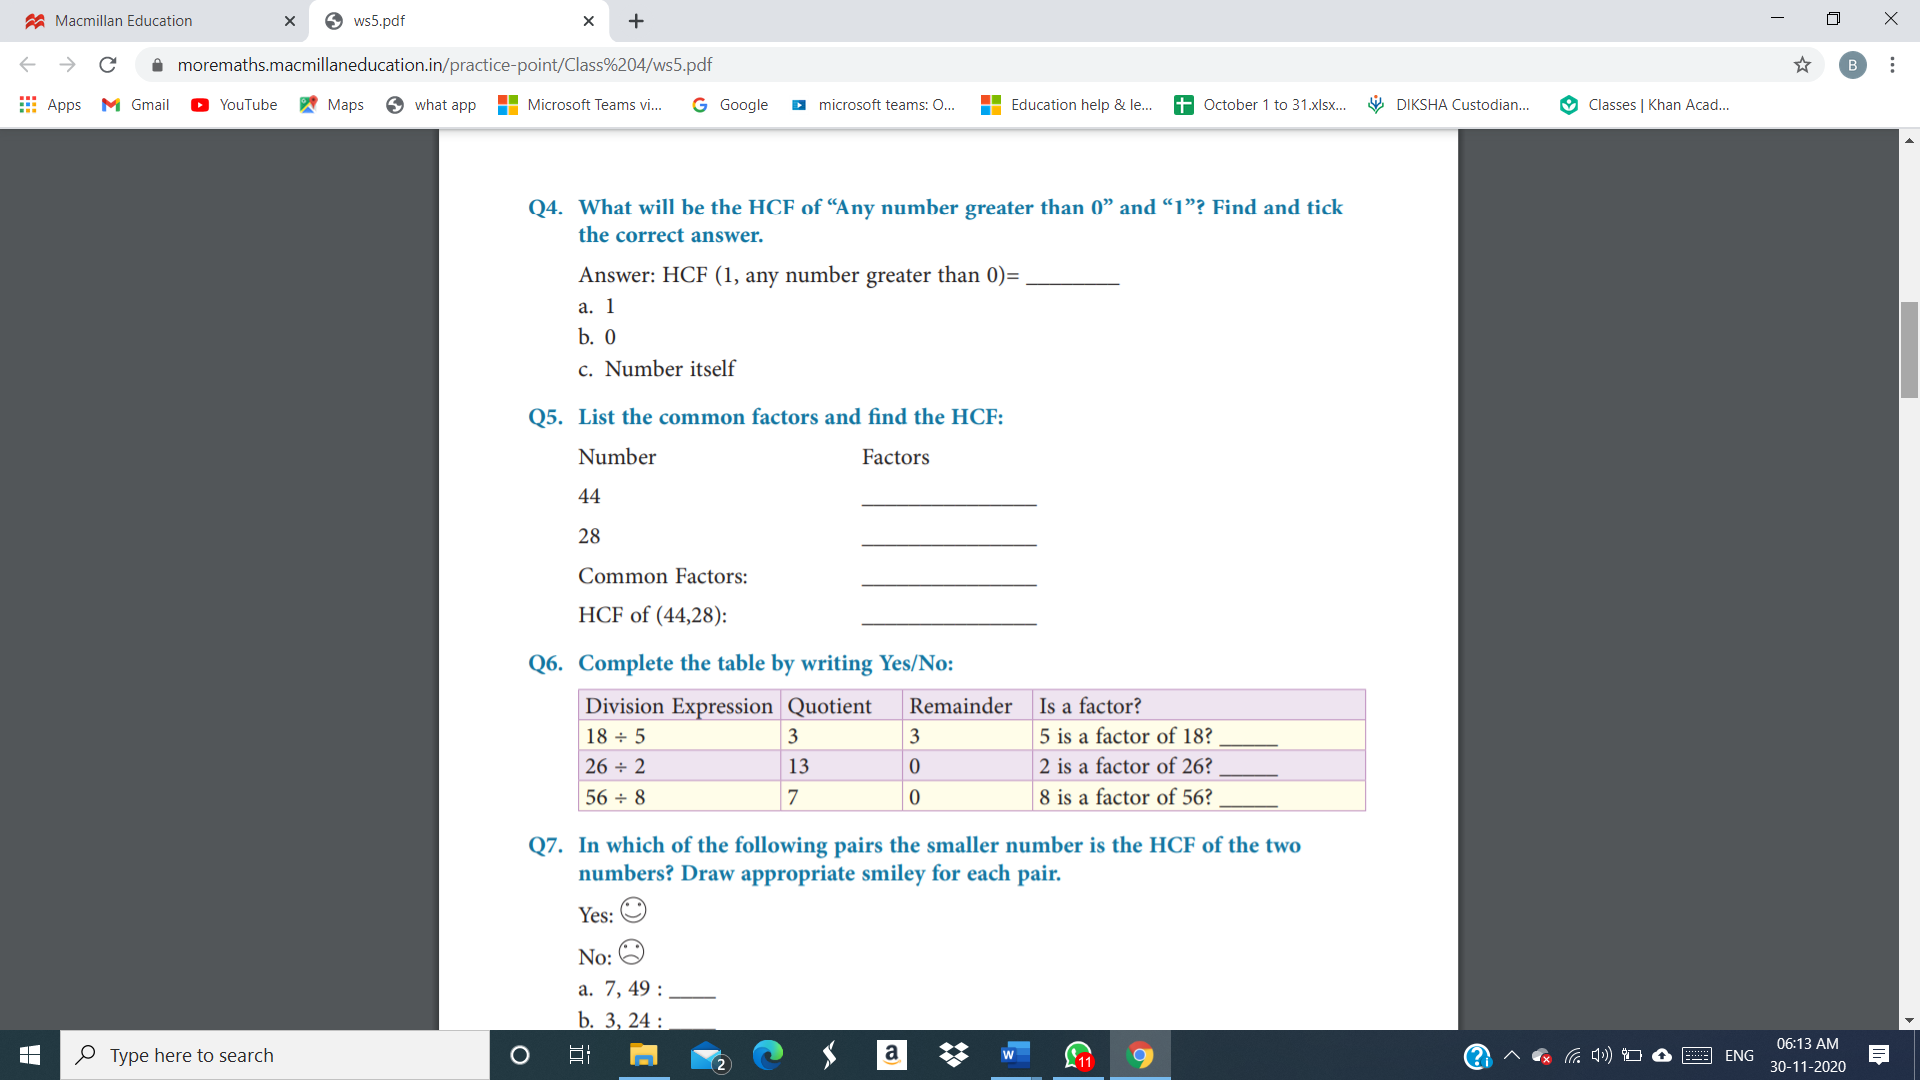 Macmillan Education
ws5.pdf
moremaths.macmillaneducation.in/practice-point/Class%204/ws5.pdf
B
Apps Gmail YouTube Maps what app Microsoft Teams vi... Google microsoft teams: O... Education help & le... October 1 to 31.xlsx... DIKSHA Custodian... Classes | Khan Acad...
Q4. What will be the HCF of “Any number greater than 0” and “1”? Find and tick
the correct answer.
Answer: HCF (1, any number greater than 0)= ________
a. 1
b. 0
c. Number itself
Q5. List the common factors and find the HCF:
Number Factors
44 _______________
28 _______________
Common Factors: _______________
HCF of (44,28): _______________
Q6. Complete the table by writing Yes/No:
Division Expression Quotient Remainder Is a factor?
18 ÷ 5 3 3 5 is a factor of 18? _____
26 ÷ 2 13 0 2 is a factor of 26? _____
56 ÷ 8 7 0 8 is a factor of 56? _____
Q7. In which of the following pairs the smaller number is the HCF of the two
numbers? Draw appropriate smiley for each pair.
Yes:
No:
a. 7, 49 : ____
b. 3, 24 : ____
Type here to search
2
a
W
11
ENG
06:13 AM
30-11-2020